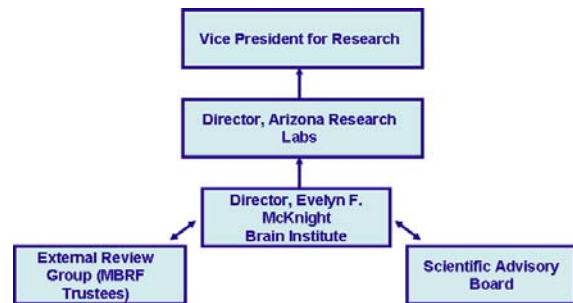 Vice President for Research
Director, Arizona Research
Labs
Director, Evelyn F.
McKnight
Brain Institute
External Review
Group (MBRF
Trustees)
Scientific Advisory
Board